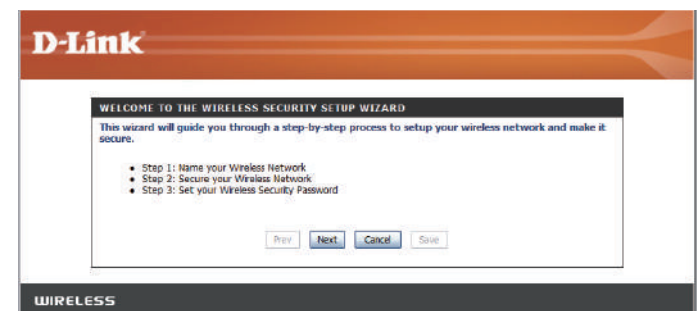 D-Link
WELCOME TO THE WIRELESS SECURITY SETUP WIZARD
This wizard will guide you through a step-by-step process to setup your wireless network and make it
secure.
• Step 1: Name your Wireless Network
• Step 2: Secure your Wireless Network
• Step 3: Set your Wireless Security Password
Prev Next Cancel Save
WIRELESS